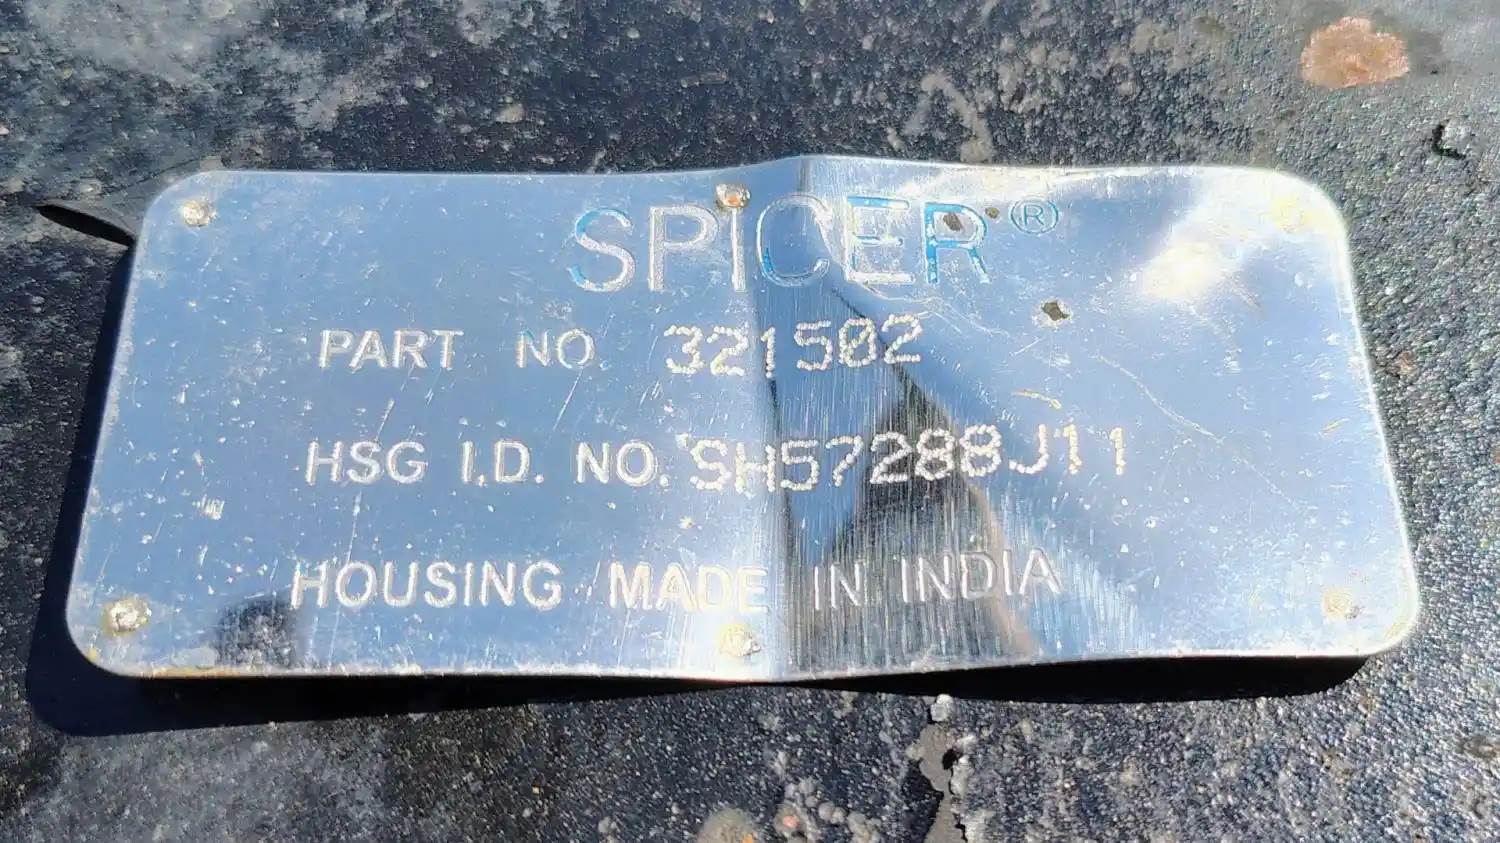 SPICER®
PART NO. 321502
HSG I.D. NO. SH57288J11
HOUSING MADE IN INDIA